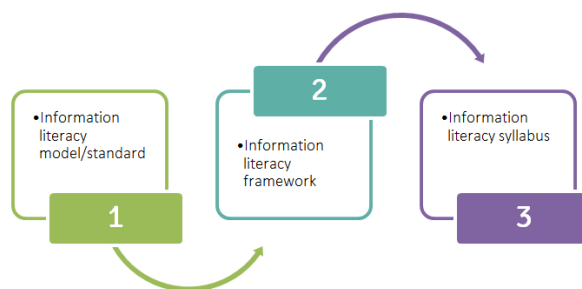 •Information
literacy
model/standard
1
2
•Information
literacy
framework
•Information
literacy syllabus
3